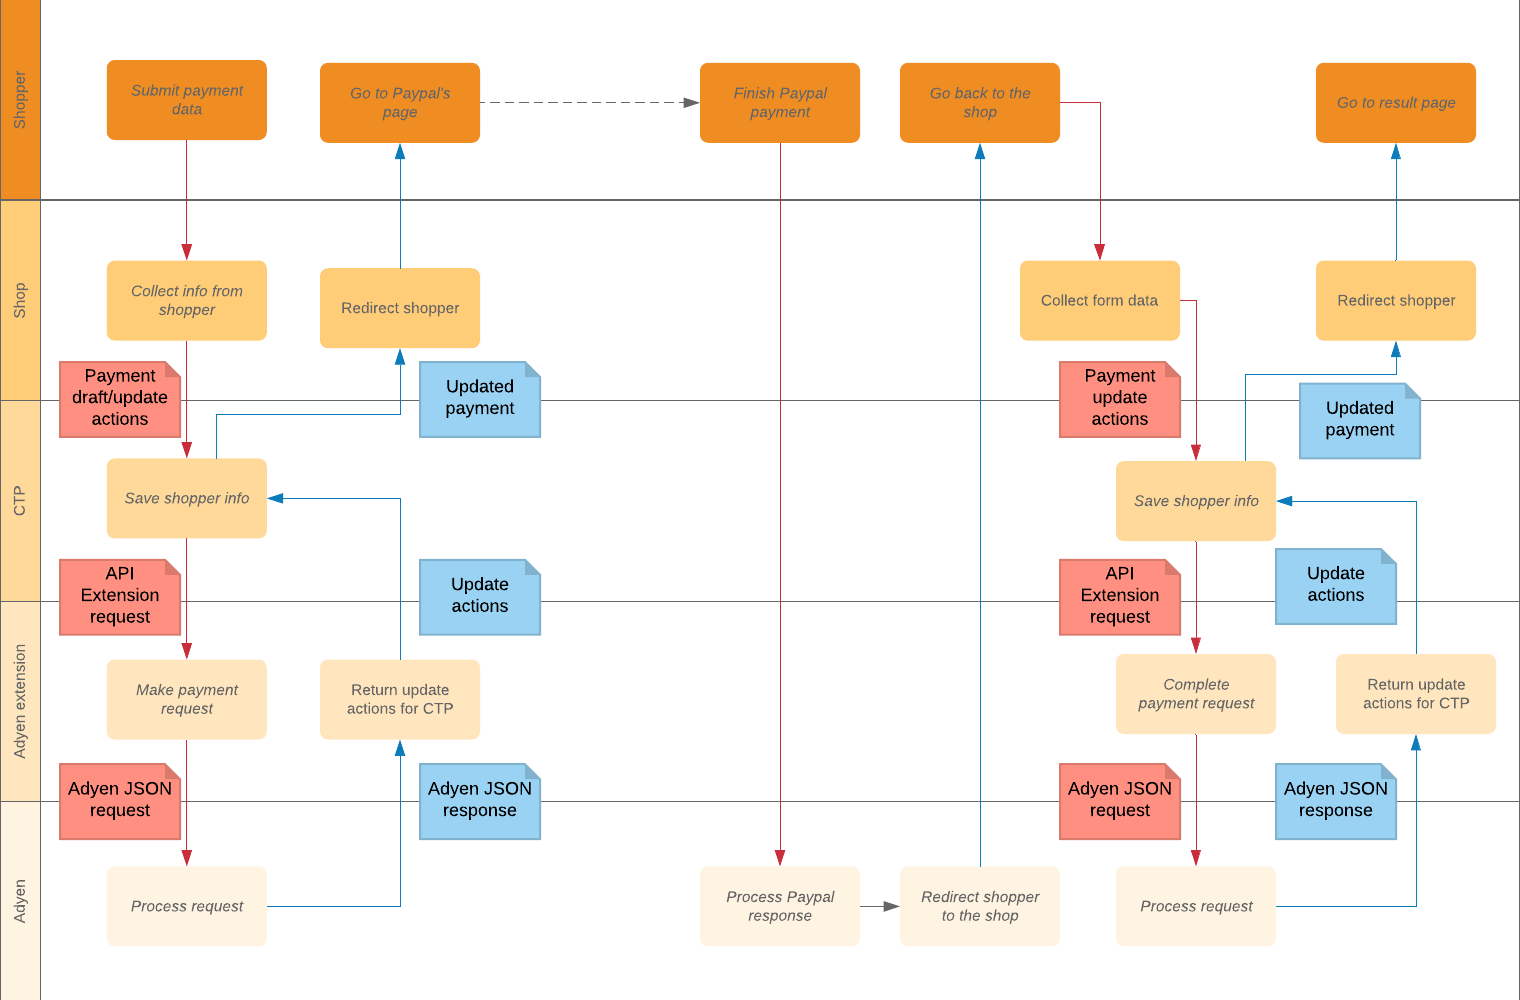 Shopper
Submit payment
data
Go to Paypal's
page
Finish Paypal
payment
Go back to the
shop
Go to result page
Shop
Collect info from
shopper
Redirect shopper
Collect form data
Redirect shopper
Payment
draft/update
actions
Updated
payment
Payment
update
actions
Updated
payment
CTP
Save shopper info
Save shopper info
API
Extension
request
Update
actions
API
Extension
request
Update
actions
Adyen extension
Make payment
request
Return update
actions for CTP
Complete
payment request
Return update
actions for CTP
Adyen JSON
request
Adyen JSON
response
Adyen JSON
request
Adyen JSON
response
Adyen
Process request
Process Paypal
response
Redirect shopper
to the shop
Process request